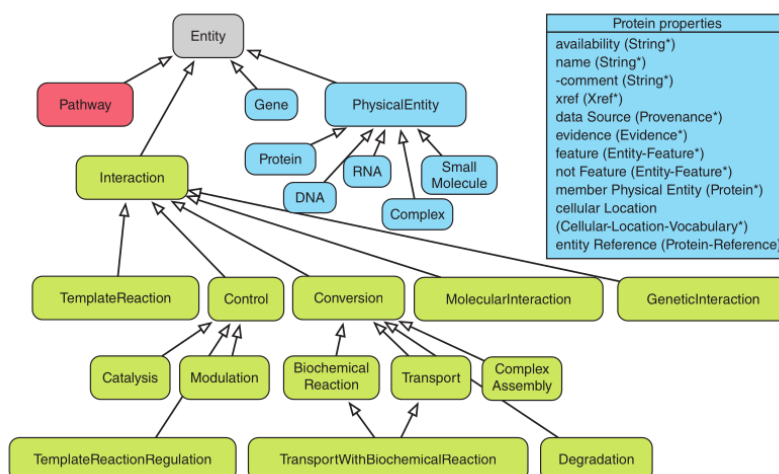 Entity
Protein properties
availability (String*)
name (String*)
-comment (String*)
xref (Xref*)
data Source (Provenance*)
evidence (Evidence*)
feature (Entity-Feature*)
not Feature (Entity-Feature*)
member Physical Entity (Protein*)
cellular Location
(Cellular-Location-Vocabulary*)
entity Reference (Protein-Reference)
Pathway
Gene
PhysicalEntity
Protein
DNA
RNA
Complex
Small
Molecule
Interaction
TemplateReaction
Control
Conversion
MolecularInteraction
GeneticInteraction
Catalysis
Modulation
Biochemical
Reaction
Transport
Complex
Assembly
TemplateReactionRegulation
TransportWithBiochemicalReaction
Degradation